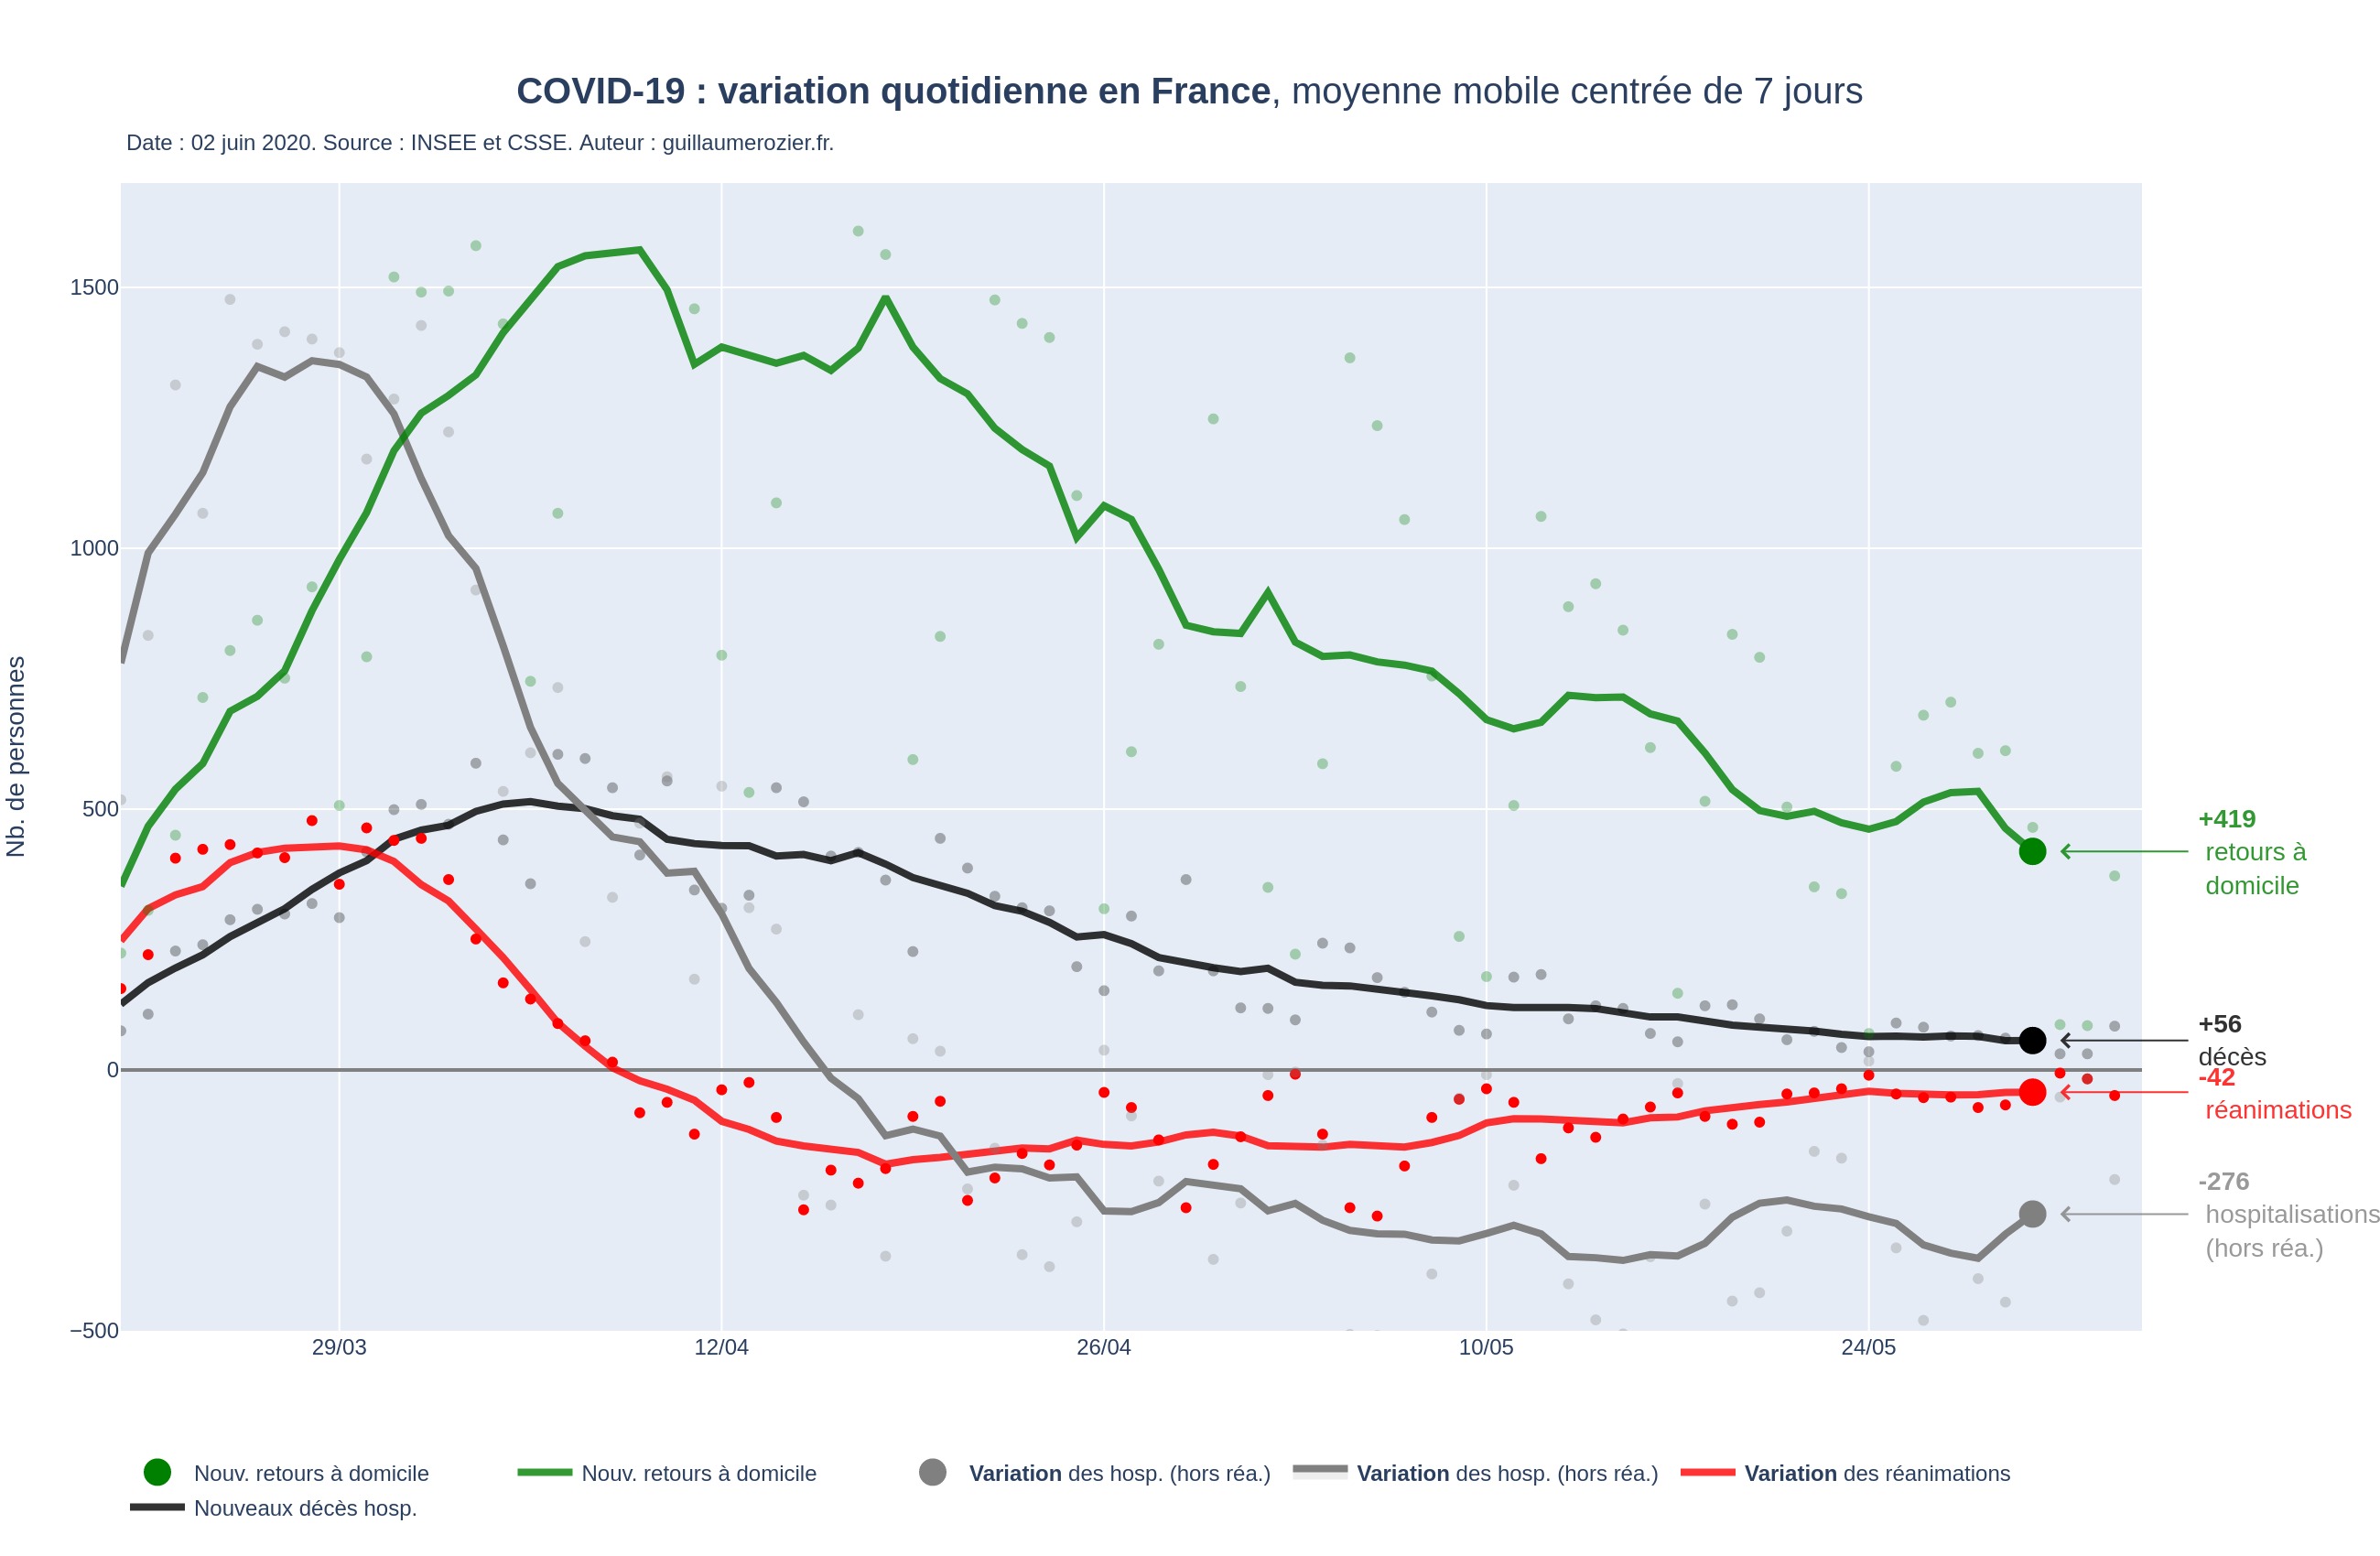 COVID-19 : variation quotidienne en France, moyenne mobile centrée de 7 jours
Date : 02 juin 2020. Source : INSEE et CSSE. Auteur : guillaumerozier.fr.
Nb. de personnes
1500
1000
500
0
−500
29/03
12/04
26/04
10/05
24/05
+419
retours à
domicile
+56
décès
-42
réanimations
-276
hospitalisations
(hors réa.)
Nouv. retours à domicile
Nouv. retours à domicile
Variation des hosp. (hors réa.)
Variation des hosp. (hors réa.)
Variation des réanimations
Nouveaux décès hosp.